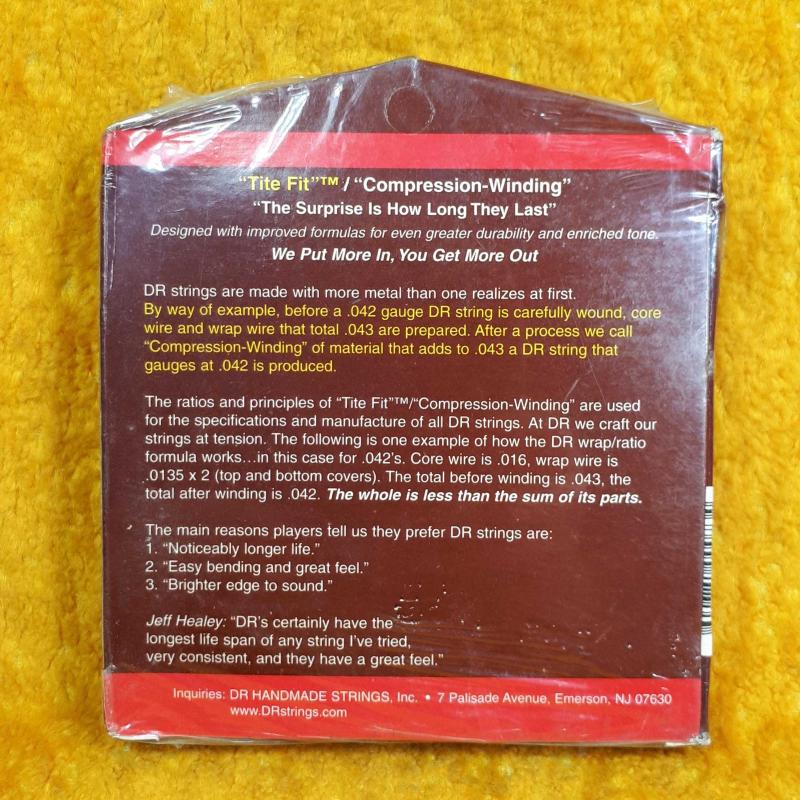 “Tite Fit”™ / “Compression-Winding”
“The Surprise Is How Long They Last”
Designed with improved formulas for even greater durability and enriched tone.
We Put More In, You Get More Out
DR strings are made with more metal than one realizes at first.
By way of example, before a .042 gauge DR string is carefully wound, core
wire and wrap wire that total .043 are prepared. After a process we call
“Compression-Winding” of material that adds to .043 a DR string that
gauges at .042 is produced.
The ratios and principles of “Tite Fit”™/“Compression-Winding” are used
for the specifications and manufacture of all DR strings. At DR we craft our
strings at tension. The following is one example of how the DR wrap/ratio
formula works…in this case for .042’s. Core wire is .016, wrap wire is
.0135 x 2 (top and bottom covers). The total before winding is .043, the
total after winding is .042. The whole is less than the sum of its parts.
The main reasons players tell us they prefer DR strings are:
1. “Noticeably longer life.”
2. “Easy bending and great feel.”
3. “Brighter edge to sound.”
Jeff Healey: “DR’s certainly have the
longest life span of any string I’ve tried,
very consistent, and they have a great feel.”
Inquiries: DR HANDMADE STRINGS, Inc. • 7 Palisade Avenue, Emerson, NJ 07630
www.DRstrings.com